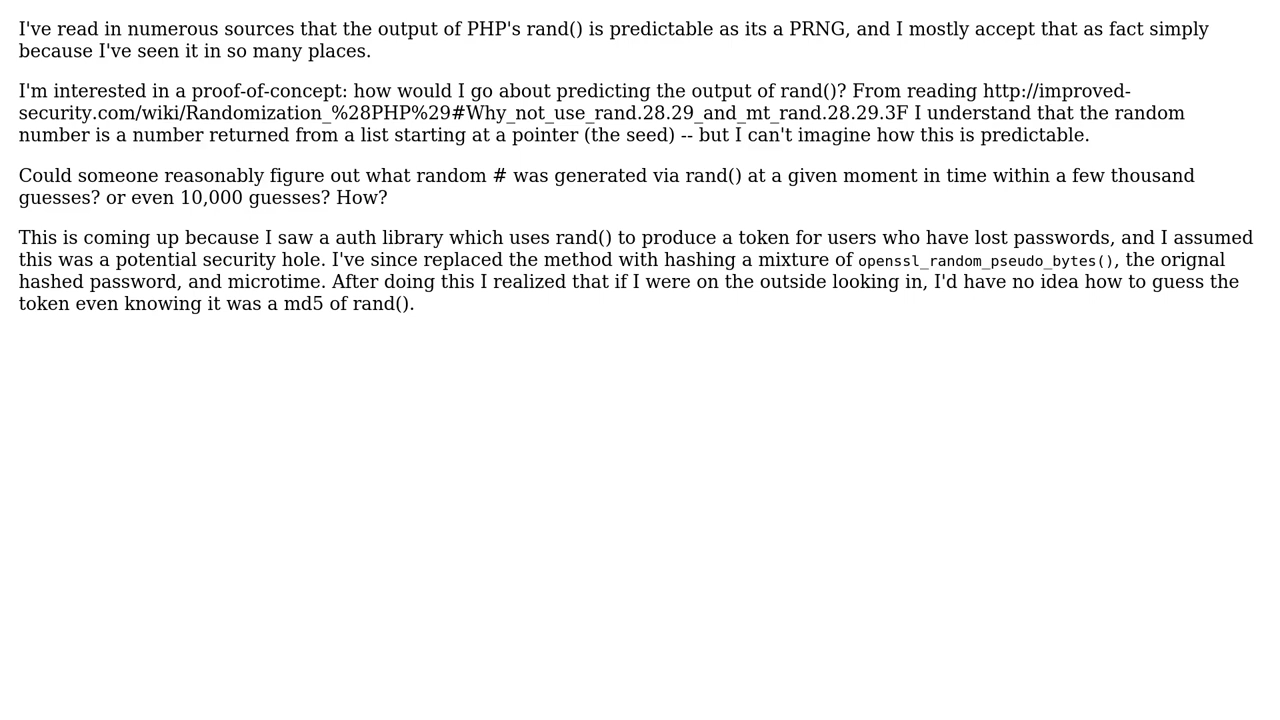 I've read in numerous sources that the output of PHP's rand() is predictable as its a PRNG, and I mostly accept that as fact simply
because I've seen it in so many places.
I'm interested in a proof-of-concept: how would I go about predicting the output of rand()? From reading http://improved-
security.com/wiki/Randomization_%28PHP%29#Why_not_use_rand.28.29_and_mt_rand.28.29.3F I understand that the random
number is a number returned from a list starting at a pointer (the seed) -- but I can't imagine how this is predictable.
Could someone reasonably figure out what random # was generated via rand() at a given moment in time within a few thousand
guesses? or even 10,000 guesses? How?
This is coming up because I saw a auth library which uses rand() to produce a token for users who have lost passwords, and I assumed
this was a potential security hole. I've since replaced the method with hashing a mixture of openssl_random_pseudo_bytes(), the orignal
hashed password, and microtime. After doing this I realized that if I were on the outside looking in, I'd have no idea how to guess the
token even knowing it was a md5 of rand().